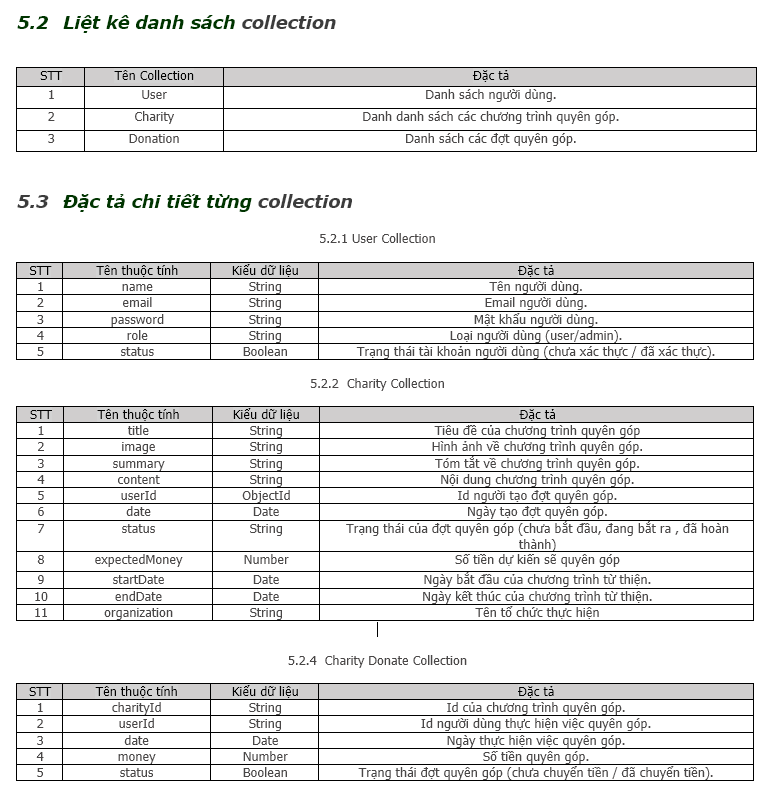 5.2 Liệt kê danh sách collection
STT Tên Collection Đặc tả
1 User Danh sách người dùng.
2 Charity Danh danh sách các chương trình quyên góp.
3 Donation Danh sách các đợt quyên góp.
5.3 Đặc tả chi tiết từng collection
5.2.1 User Collection
STT Tên thuộc tính Kiểu dữ liệu Đặc tả
1 name String Tên người dùng.
2 email String Email người dùng.
3 password String Mật khẩu người dùng.
4 role String Loại người dùng (user/admin).
5 status Boolean Trạng thái tài khoản người dùng (chưa xác thực / đã xác thực).
5.2.2 Charity Collection
STT Tên thuộc tính Kiểu dữ liệu Đặc tả
1 title String Tiêu đề của chương trình quyên góp
2 image String Hình ảnh về chương trình quyên góp.
3 summary String Tóm tắt về chương trình quyên góp.
4 content String Nội dung chương trình quyên góp.
5 userId ObjectId Id người tạo đợt quyên góp.
6 date Date Ngày tạo đợt quyên góp.
7 status String Trạng thái của đợt quyên góp (chưa bắt đầu, đang bắt ra , đã hoàn
thành)
8 expectedMoney Number Số tiền dự kiến sẽ quyên góp
9 startDate Date Ngày bắt đầu của chương trình từ thiện.
10 endDate Date Ngày kết thúc của chương trình từ thiện.
11 organization String Tên tổ chức thực hiện
5.2.4 Charity Donate Collection
STT Tên thuộc tính Kiểu dữ liệu Đặc tả
1 charityId String Id của chương trình quyên góp.
2 userId String Id người dùng thực hiện việc quyên góp.
3 date Date Ngày thực hiện việc quyên góp.
4 money Number Số tiền quyên góp.
5 status Boolean Trạng thái đợt quyên góp (chưa chuyển tiền / đã chuyển tiền).